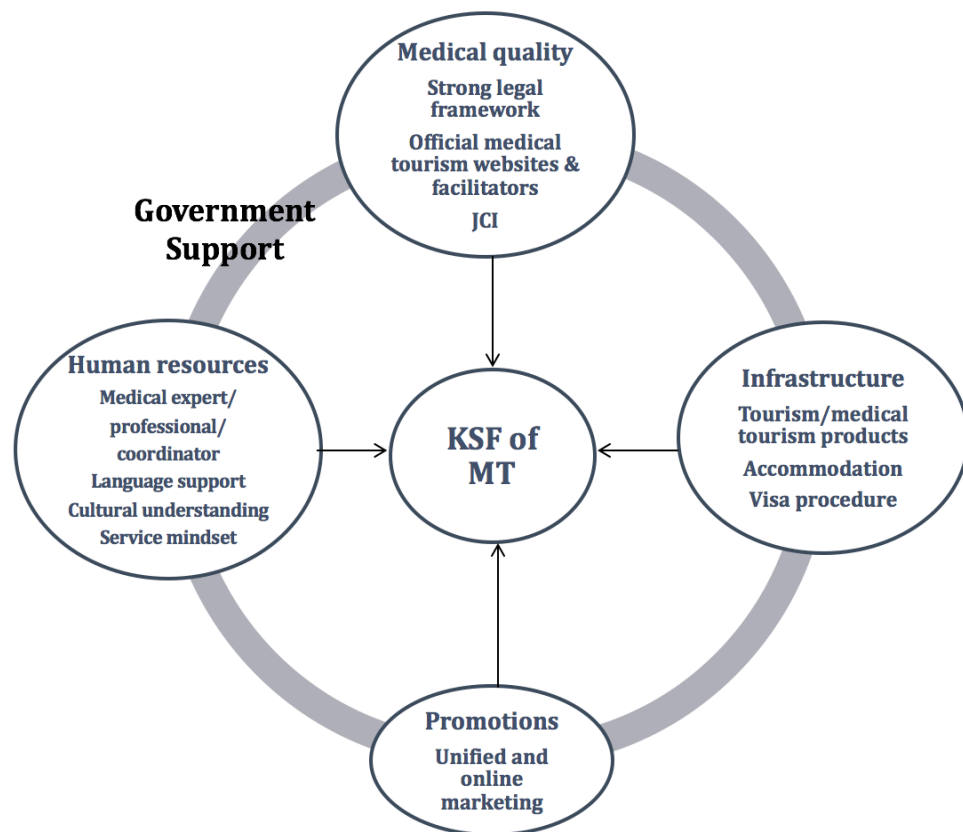 Medical quality
Strong legal
framework
Official medical
tourism websites &
facilitators
JCI
Government
Support
Human resources
Medical expert/
professional/
coordinator
Language support
Cultural understanding
Service mindset
KSF of
MT
Infrastructure
Tourism/medical
tourism products
Accommodation
Visa procedure
Promotions
Unified and
online
marketing